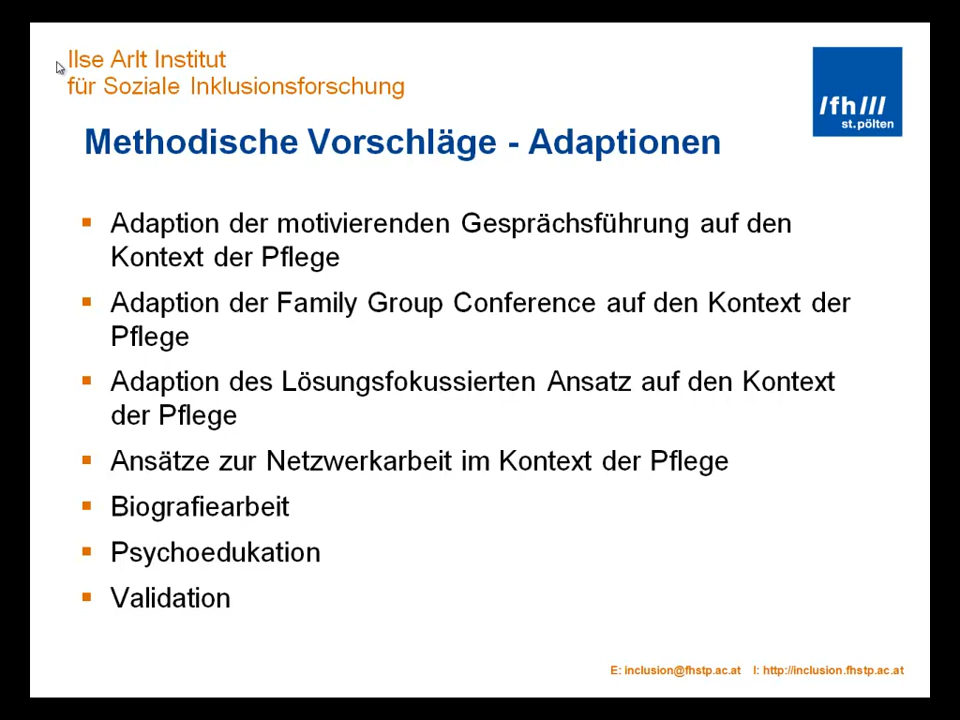 Ilse Arlt Institut
für Soziale Inklusionsforschung
/fh///
st.pölten
Methodische Vorschläge - Adaptionen
▪ Adaption der motivierenden Gesprächsführung auf den
Kontext der Pflege
▪ Adaption der Family Group Conference auf den Kontext der
Pflege
▪ Adaption des Lösungsfokussierten Ansatz auf den Kontext
der Pflege
▪ Ansätze zur Netzwerkarbeit im Kontext der Pflege
▪ Biografiearbeit
▪ Psychoedukation
▪ Validation
E: inclusion@fhstp.ac.at I: http://inclusion.fhstp.ac.at